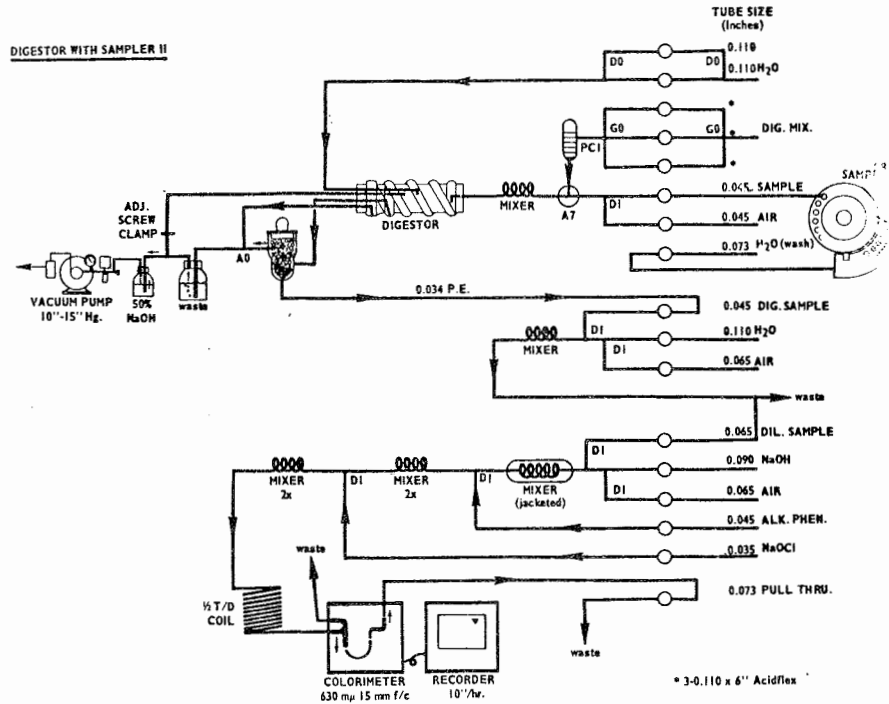 TUBE SIZE
(Inches)
DIGESTOR WITH SAMPLER II
0.110
DO DO
0.110 H₂O
*
PC1 GO GO * DIG. MIX.
*
0.045 SAMPLE
MIXER A7 DI
DIGESTOR
0.045 AIR
0.073 H₂O (wash)
ADJ.
SCREW
CLAMP
AO
VACUUM PUMP
10"-15" Hg.
50%
NaOH
waste
0.034 P.E.
0.045 DIG. SAMPLE
0.110 H₂O
MIXER DI DI
0.065 AIR
waste
0.065 DIL. SAMPLE
DI
0.090 NaOH
MIXER
2x
DI
MIXER
2x
DI
MIXER
(jacketed)
DI
0.065 AIR
0.045 ALK. PHEN.
0.035 NaOCl
waste
0.073 PULL THRU.
½ T/D
COIL
waste
COLORIMETER
630 mµ 15 mm f/c
RECORDER
10"/hr.
* 3-0.110 x 6" Acidflex